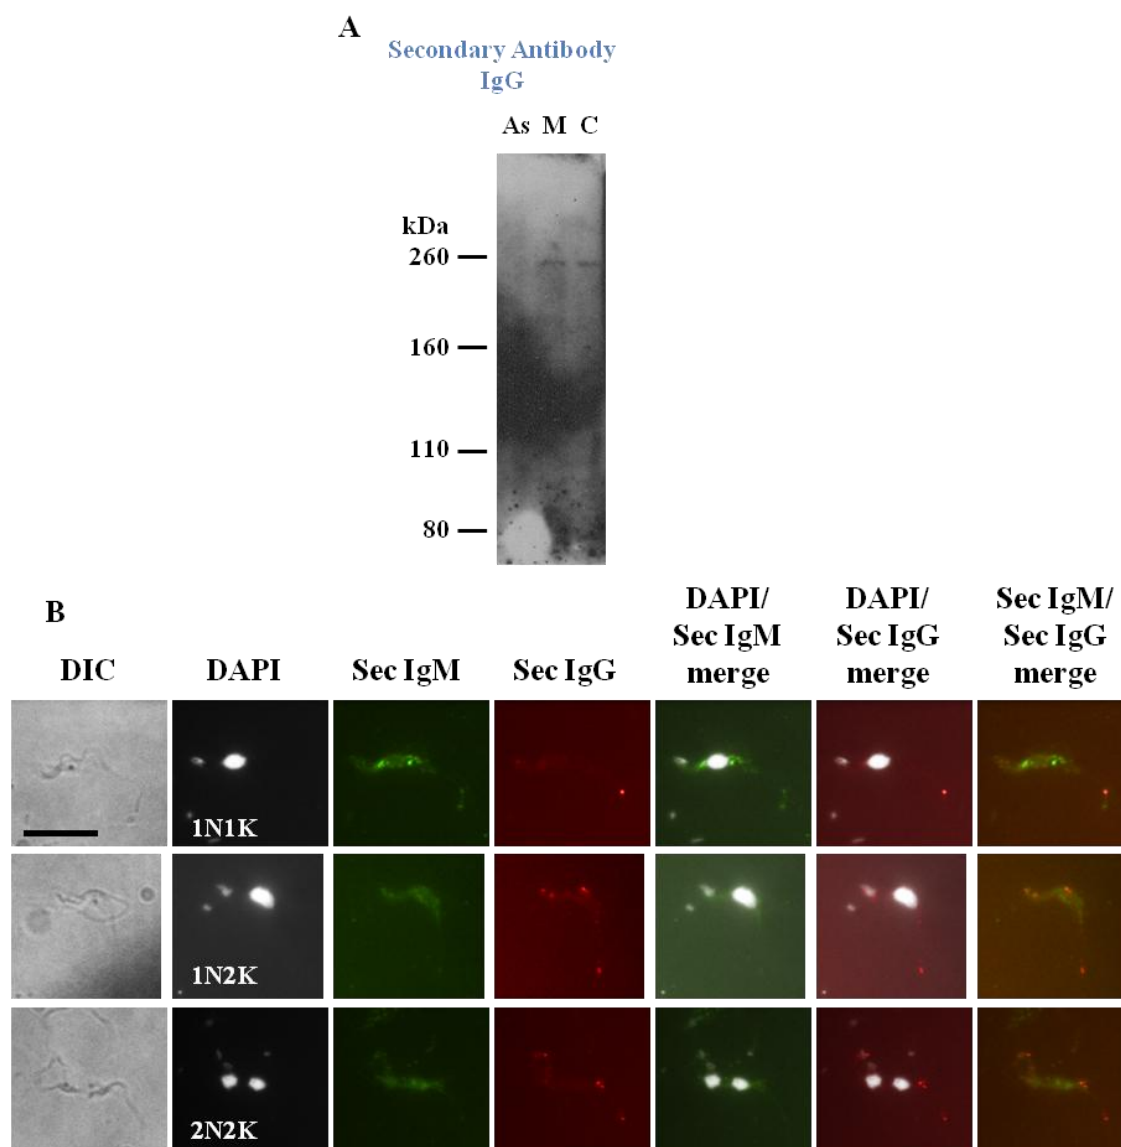 A
Secondary Antibody
IgG
As M C
kDa
260
160
110
80
B
DIC
DAPI
Sec IgM
Sec IgG
DAPI/
Sec IgM
merge
DAPI/
Sec IgG
merge
Sec IgM/
Sec IgG
merge
1N1K
1N2K
2N2K